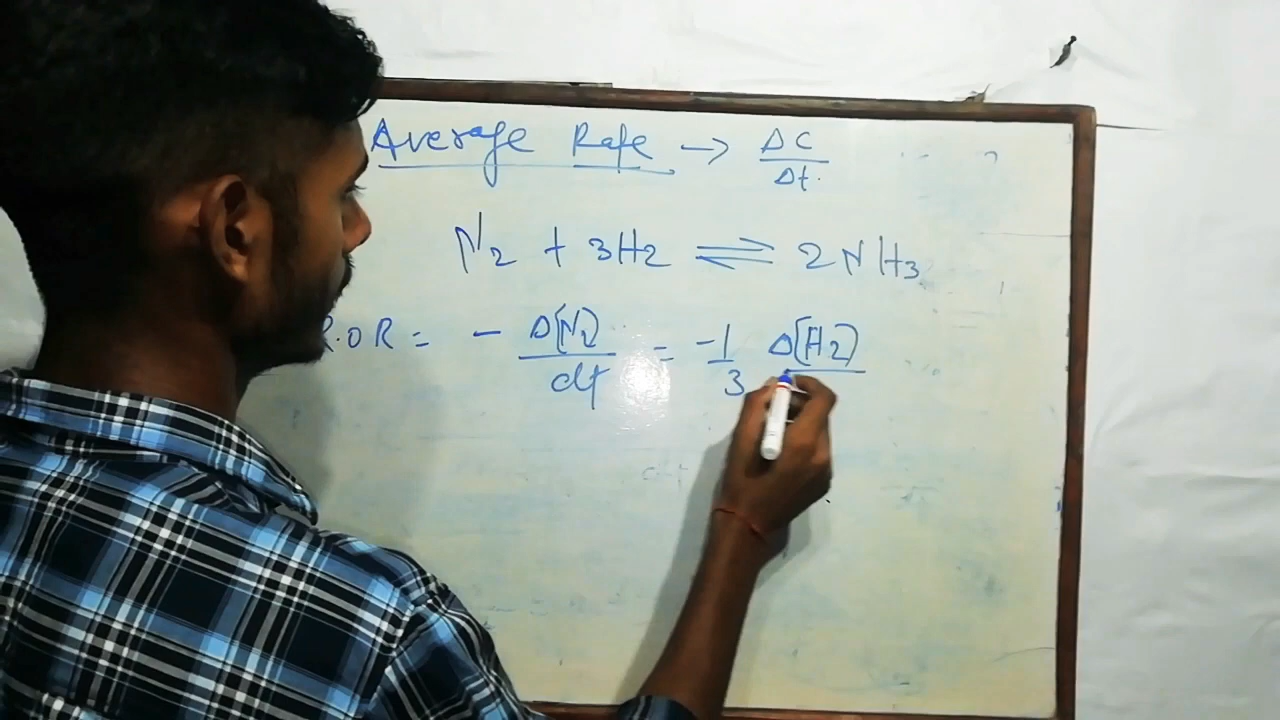 Average Rate → ΔC/Δt.
N2 + 3H2 ⇌ 2NH3
R.O R = - Δ[N2]/dt = -1/3 Δ[H2]/